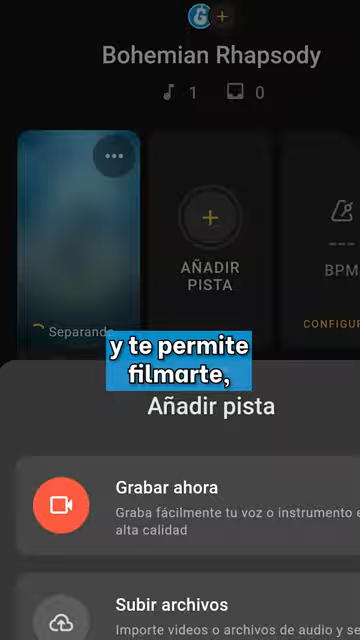 G +
Bohemian Rhapsody
1 0
AÑADIR
PISTA
BPM
Separando
CONFIGUR
y te permite
filmarte,
Añadir pista
Grabar ahora
Graba fácilmente tu voz o instrumento e
alta calidad
Subir archivos
Importe videos o archivos de audio y se